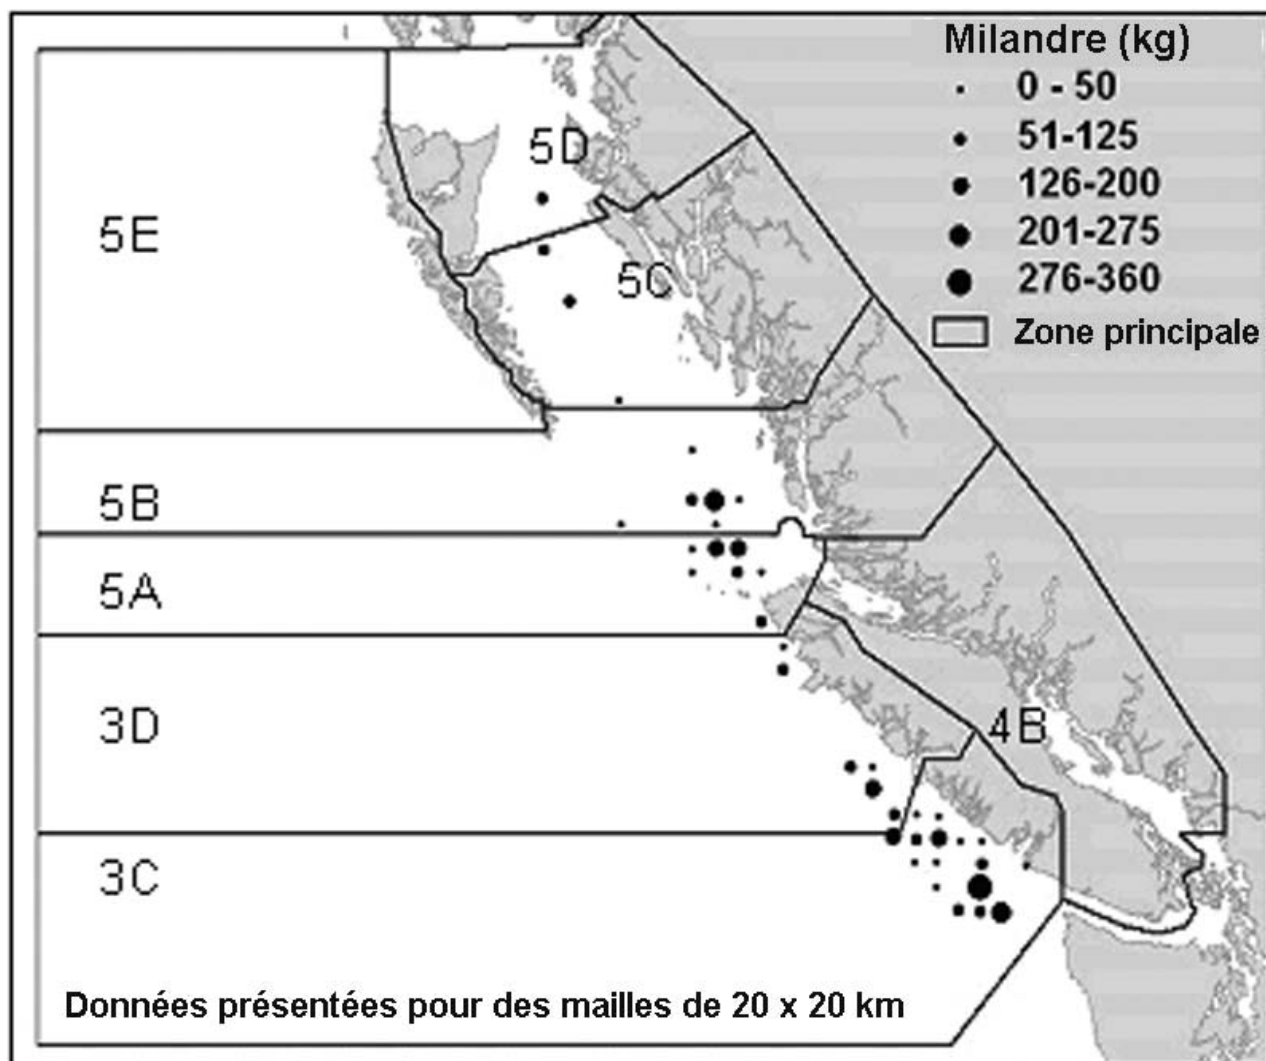 Milandre (kg)
0 - 50
51-125
126-200
201-275
276-360
Zone principale
5D
5E
5C
5B
5A
3D
4B
3C
Données présentées pour des mailles de 20 x 20 km